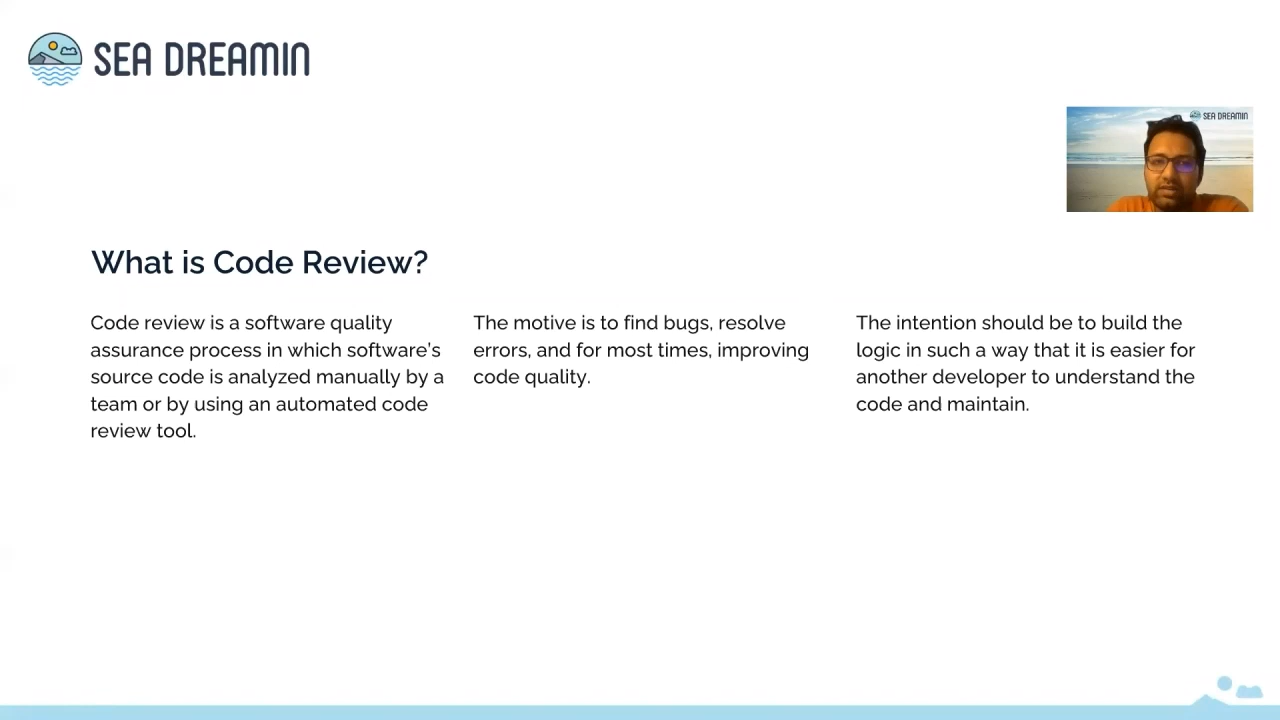 SEA DREAMIN
SEA DREAMIN
What is Code Review?
Code review is a software quality
assurance process in which software's
source code is analyzed manually by a
team or by using an automated code
review tool.
The motive is to find bugs, resolve
errors, and for most times, improving
code quality.
The intention should be to build the
logic in such a way that it is easier for
another developer to understand the
code and maintain.